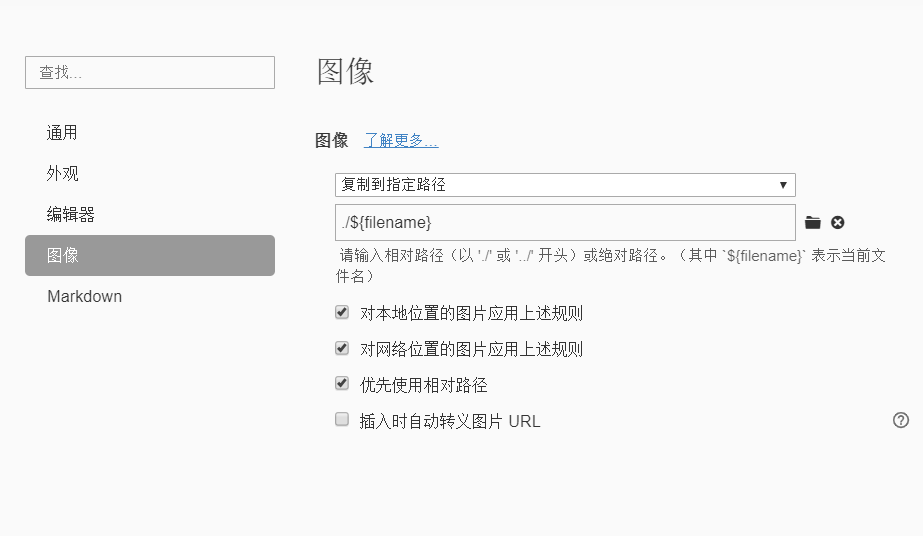 查找...
图像
图像 了解更多...
通用
外观
编辑器
图像
Markdown
复制到指定路径
./${filename}
请输入相对路径（以 './' 或 '../' 开头）或绝对路径。（其中 `${filename}` 表示当前文
件名）
对本地位置的图片应用上述规则
对网络位置的图片应用上述规则
优先使用相对路径
插入时自动转义图片 URL